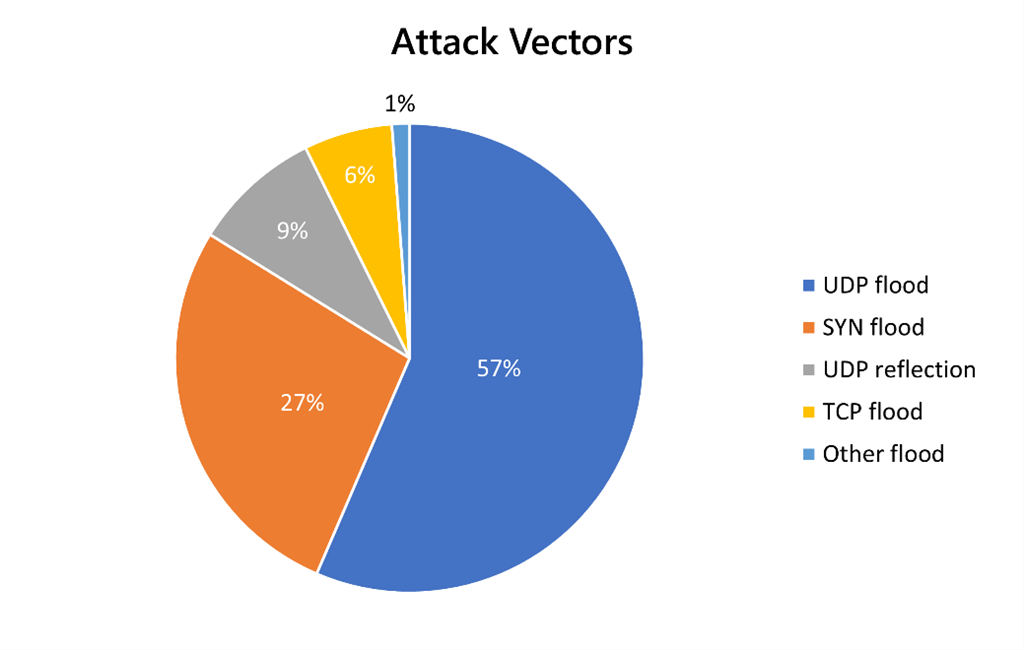 Attack Vectors
1%
6%
9%
57%
27%
UDP flood
SYN flood
UDP reflection
TCP flood
Other flood